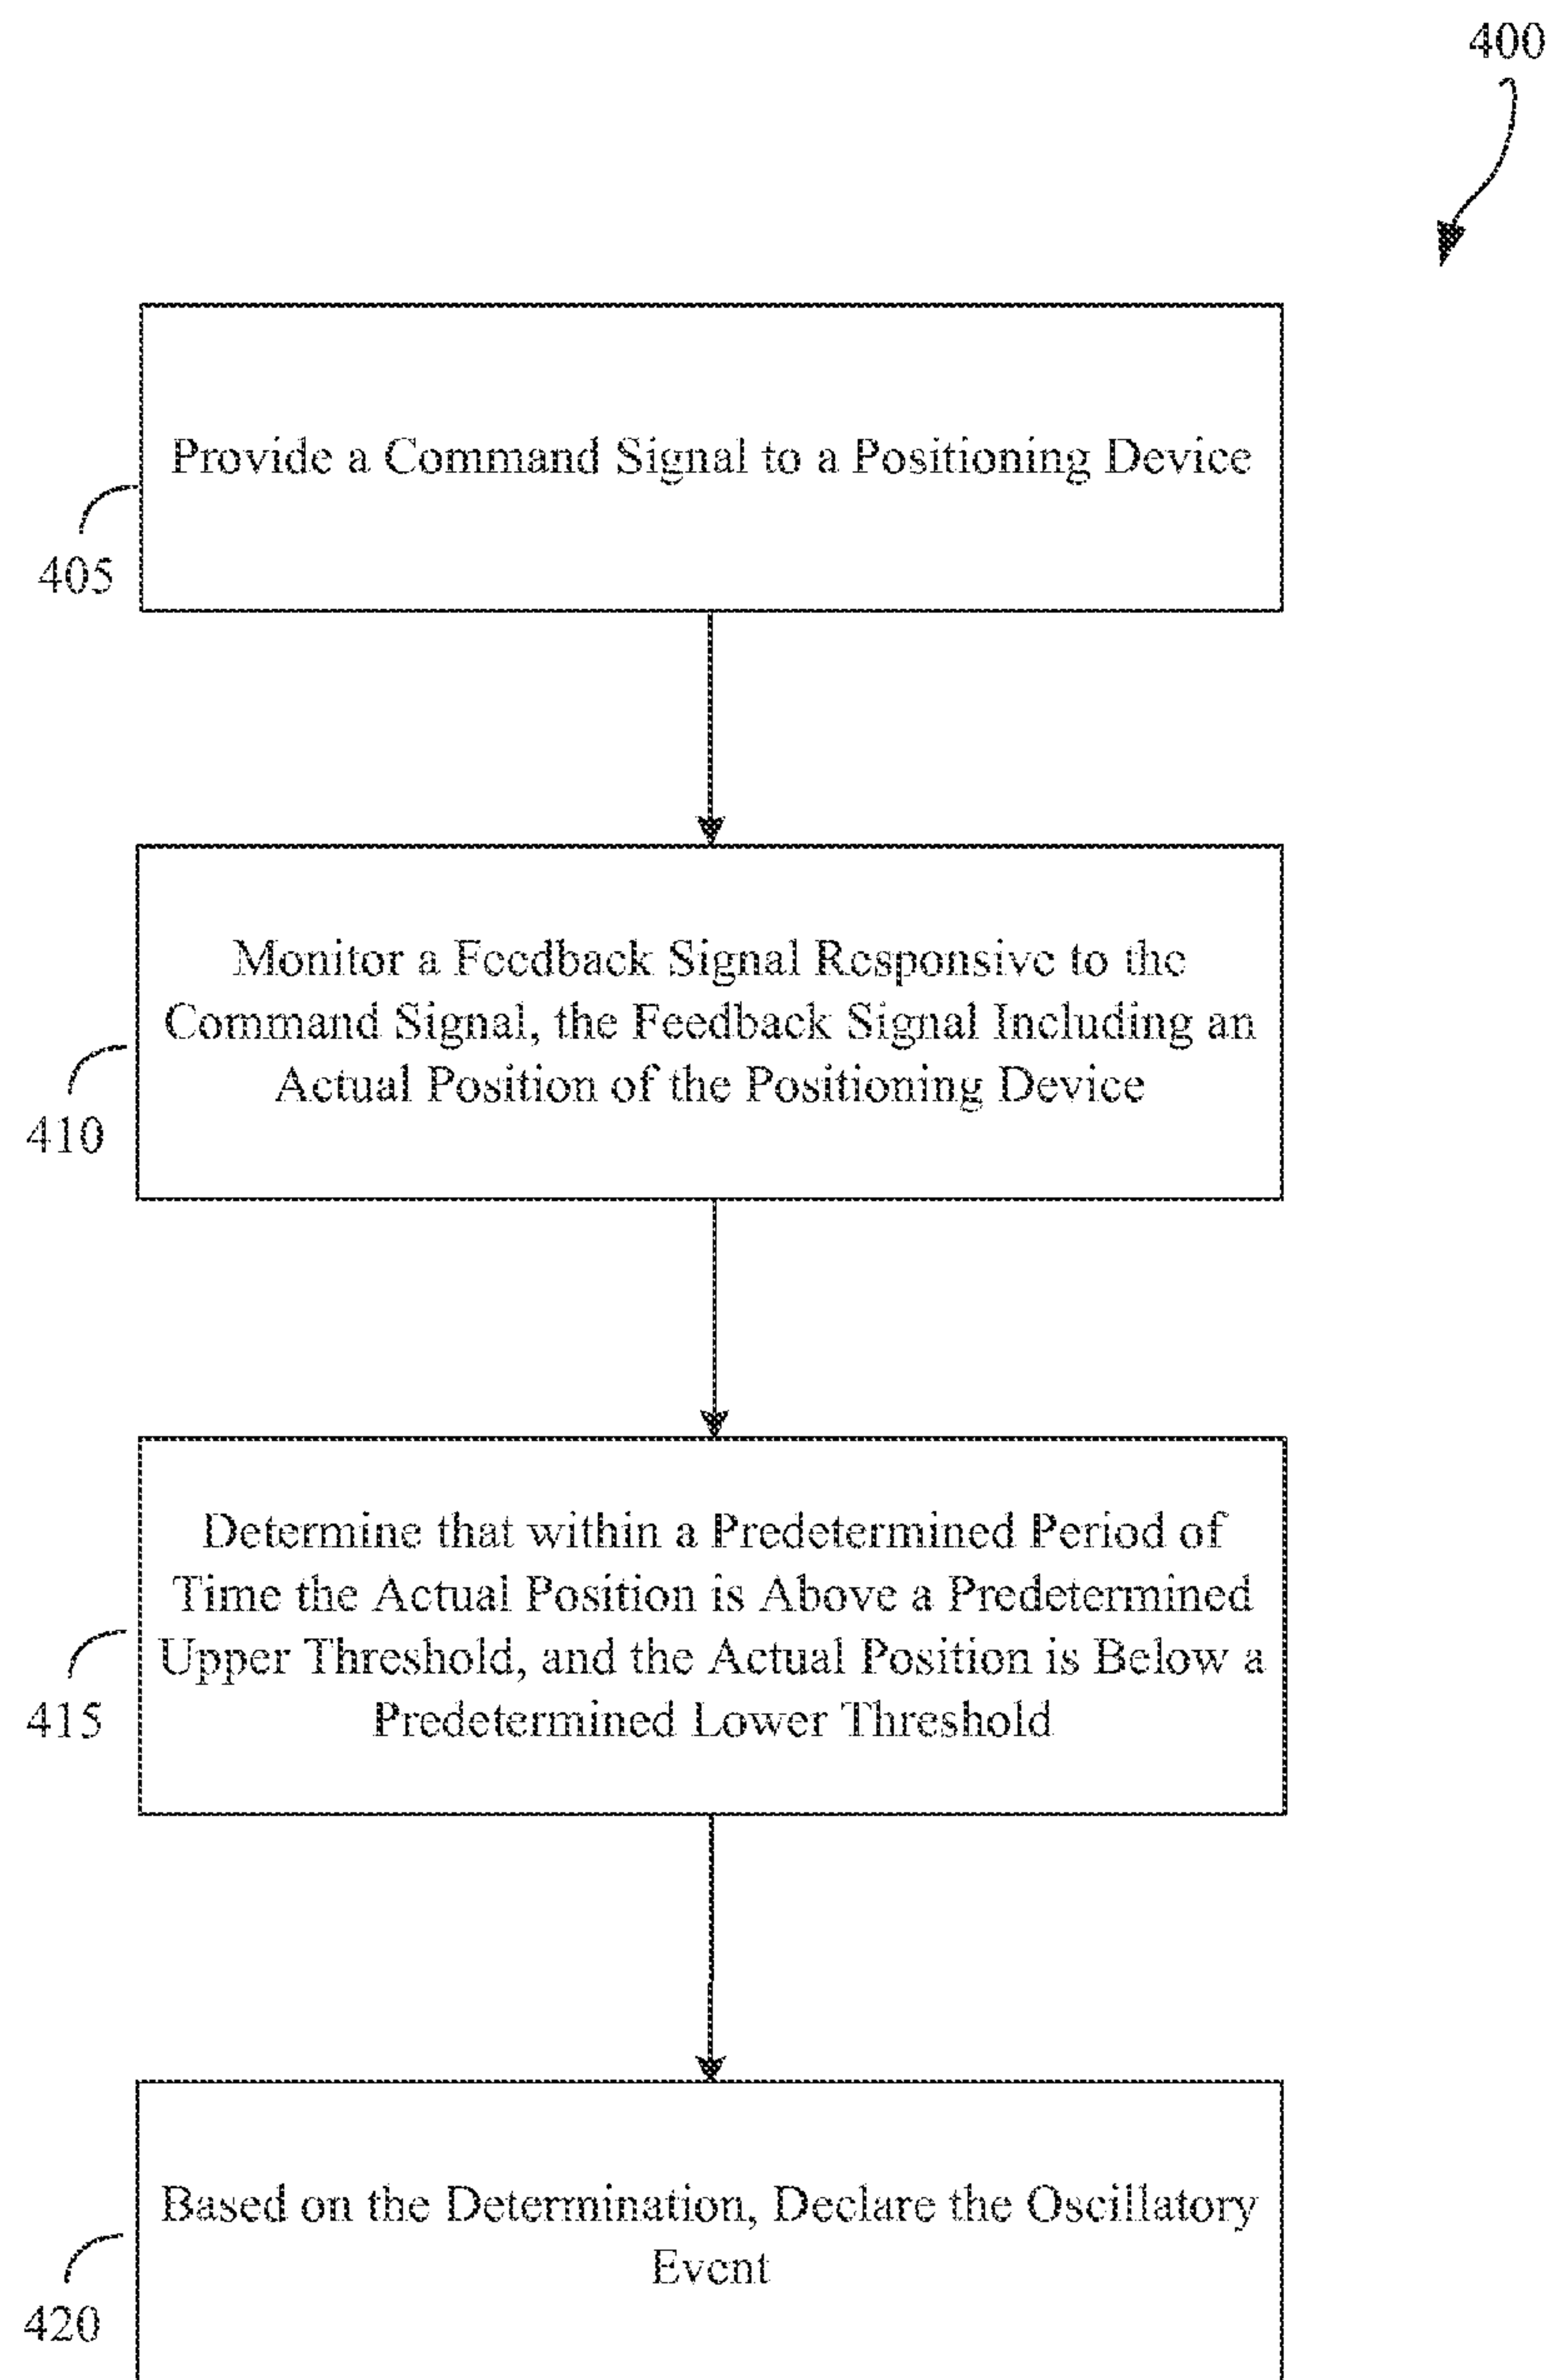 400
Provide a Command Signal to a Positioning Device
405
Monitor a Feedback Signal Responsive to the
Command Signal, the Feedback Signal Including an
Actual Position of the Positioning Device
410
Determine that within a Predetermined Period of
Time the Actual Position is Above a Predetermined
Upper Threshold, and the Actual Position is Below a
Predetermined Lower Threshold
415
Based on the Determination, Declare the Oscillatory
Event
420